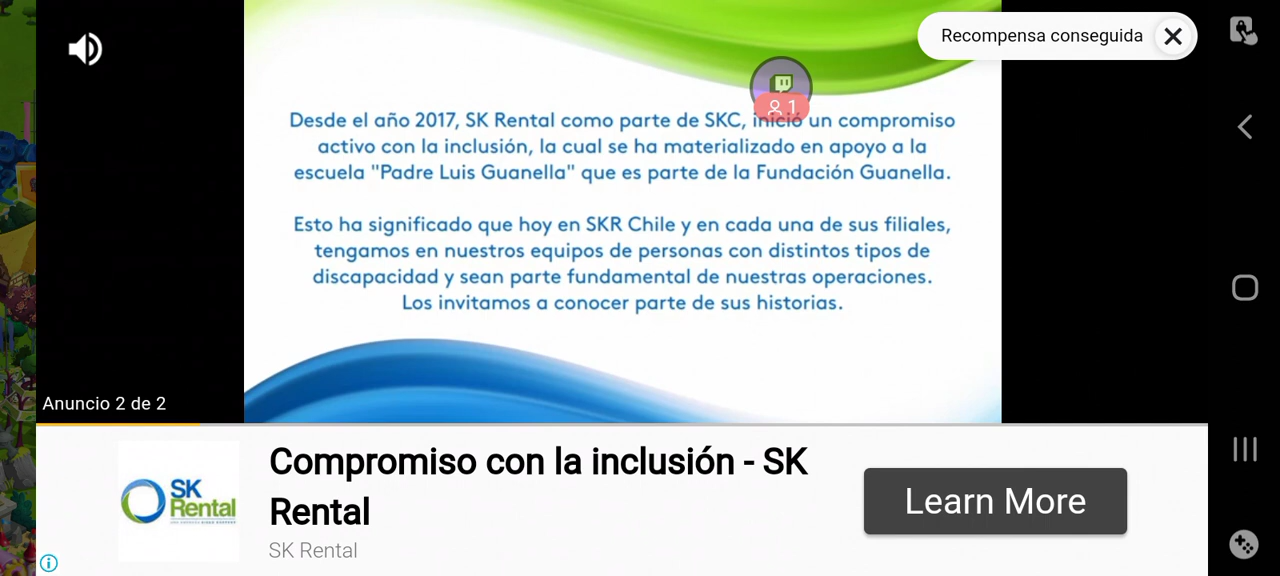 Recompensa conseguida
1
Desde el año 2017, SK Rental como parte de SKC, inició un compromiso
activo con la inclusión, la cual se ha materializado en apoyo a la
escuela "Padre Luis Guanella" que es parte de la Fundación Guanella.
Esto ha significado que hoy en SKR Chile y en cada una de sus filiales,
tengamos en nuestros equipos de personas con distintos tipos de
discapacidad y sean parte fundamental de nuestras operaciones.
Los invitamos a conocer parte de sus historias.
Anuncio 2 de 2
SK
Rental
Compromiso con la inclusión - SK
Rental
SK Rental
Learn More